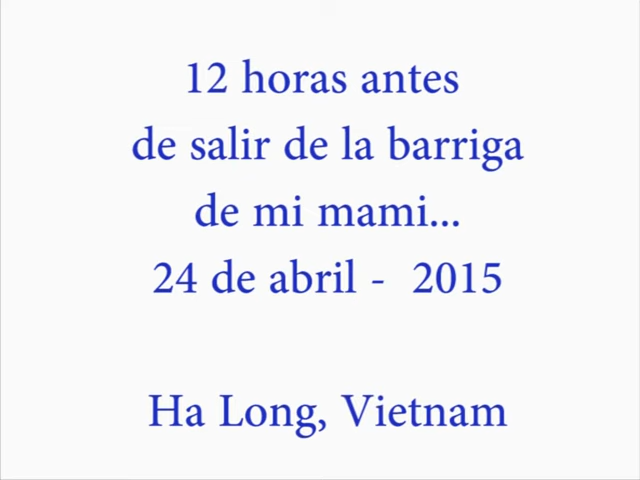 12 horas antes
de salir de la barriga
de mi mami...
24 de abril -  2015
Ha Long, Vietnam